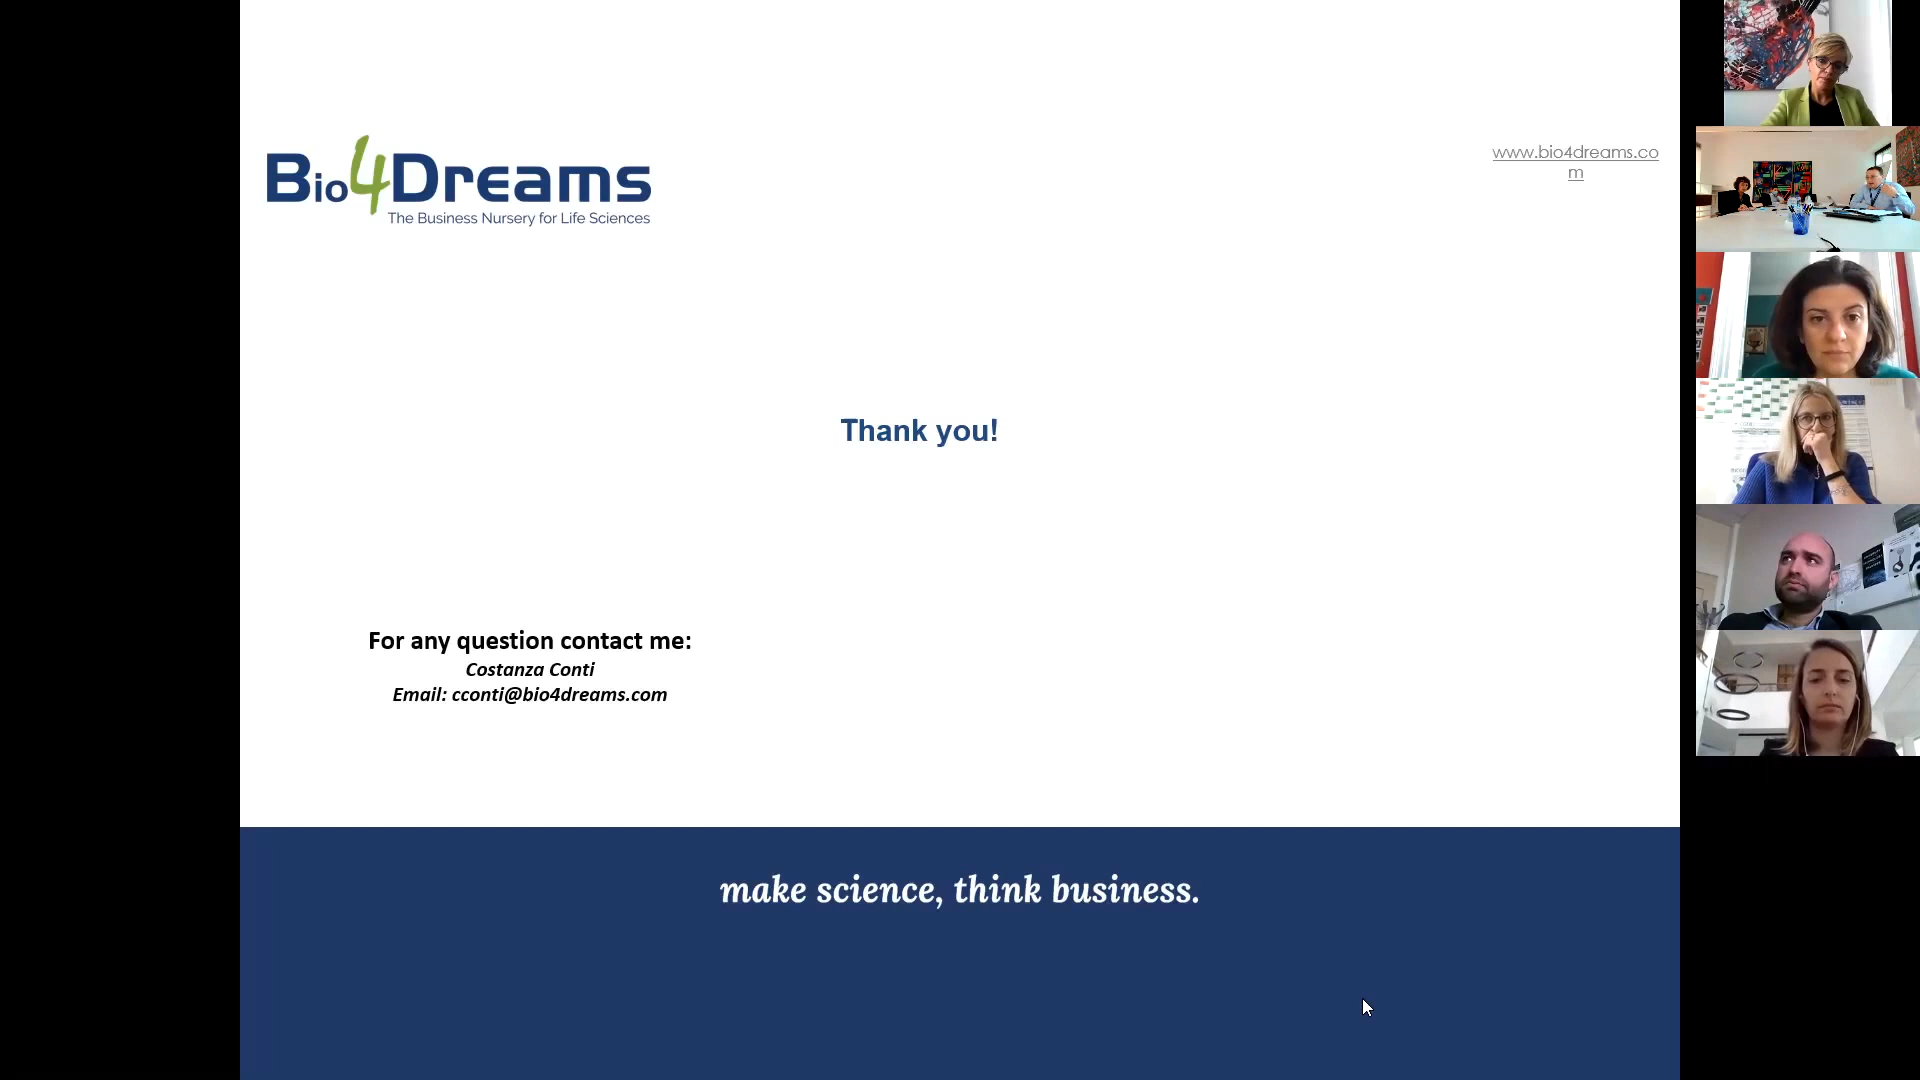 Bio4Dreams
The Business Nursery for Life Sciences
www.bio4dreams.co
m
Thank you!
For any question contact me:
Costanza Conti
Email: cconti@bio4dreams.com
make science, think business.